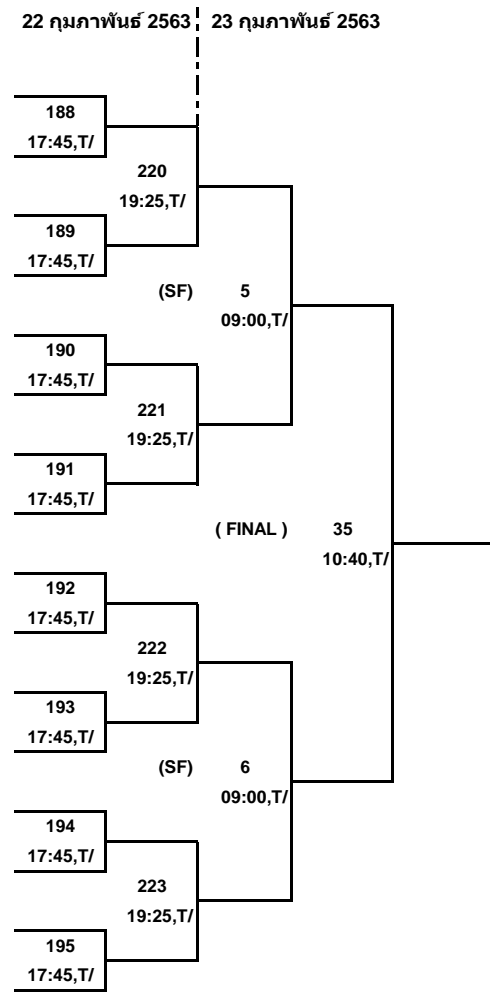 22 กุมภาพันธ์ 2563 23 กุมภาพันธ์ 2563
188
17:45,T/
220
19:25,T/
189
17:45,T/
(SF) 5
09:00,T/
190
17:45,T/
221
19:25,T/
191
17:45,T/
( FINAL ) 35
10:40,T/
192
17:45,T/
222
19:25,T/
193
17:45,T/
(SF) 6
09:00,T/
194
17:45,T/
223
19:25,T/
195
17:45,T/